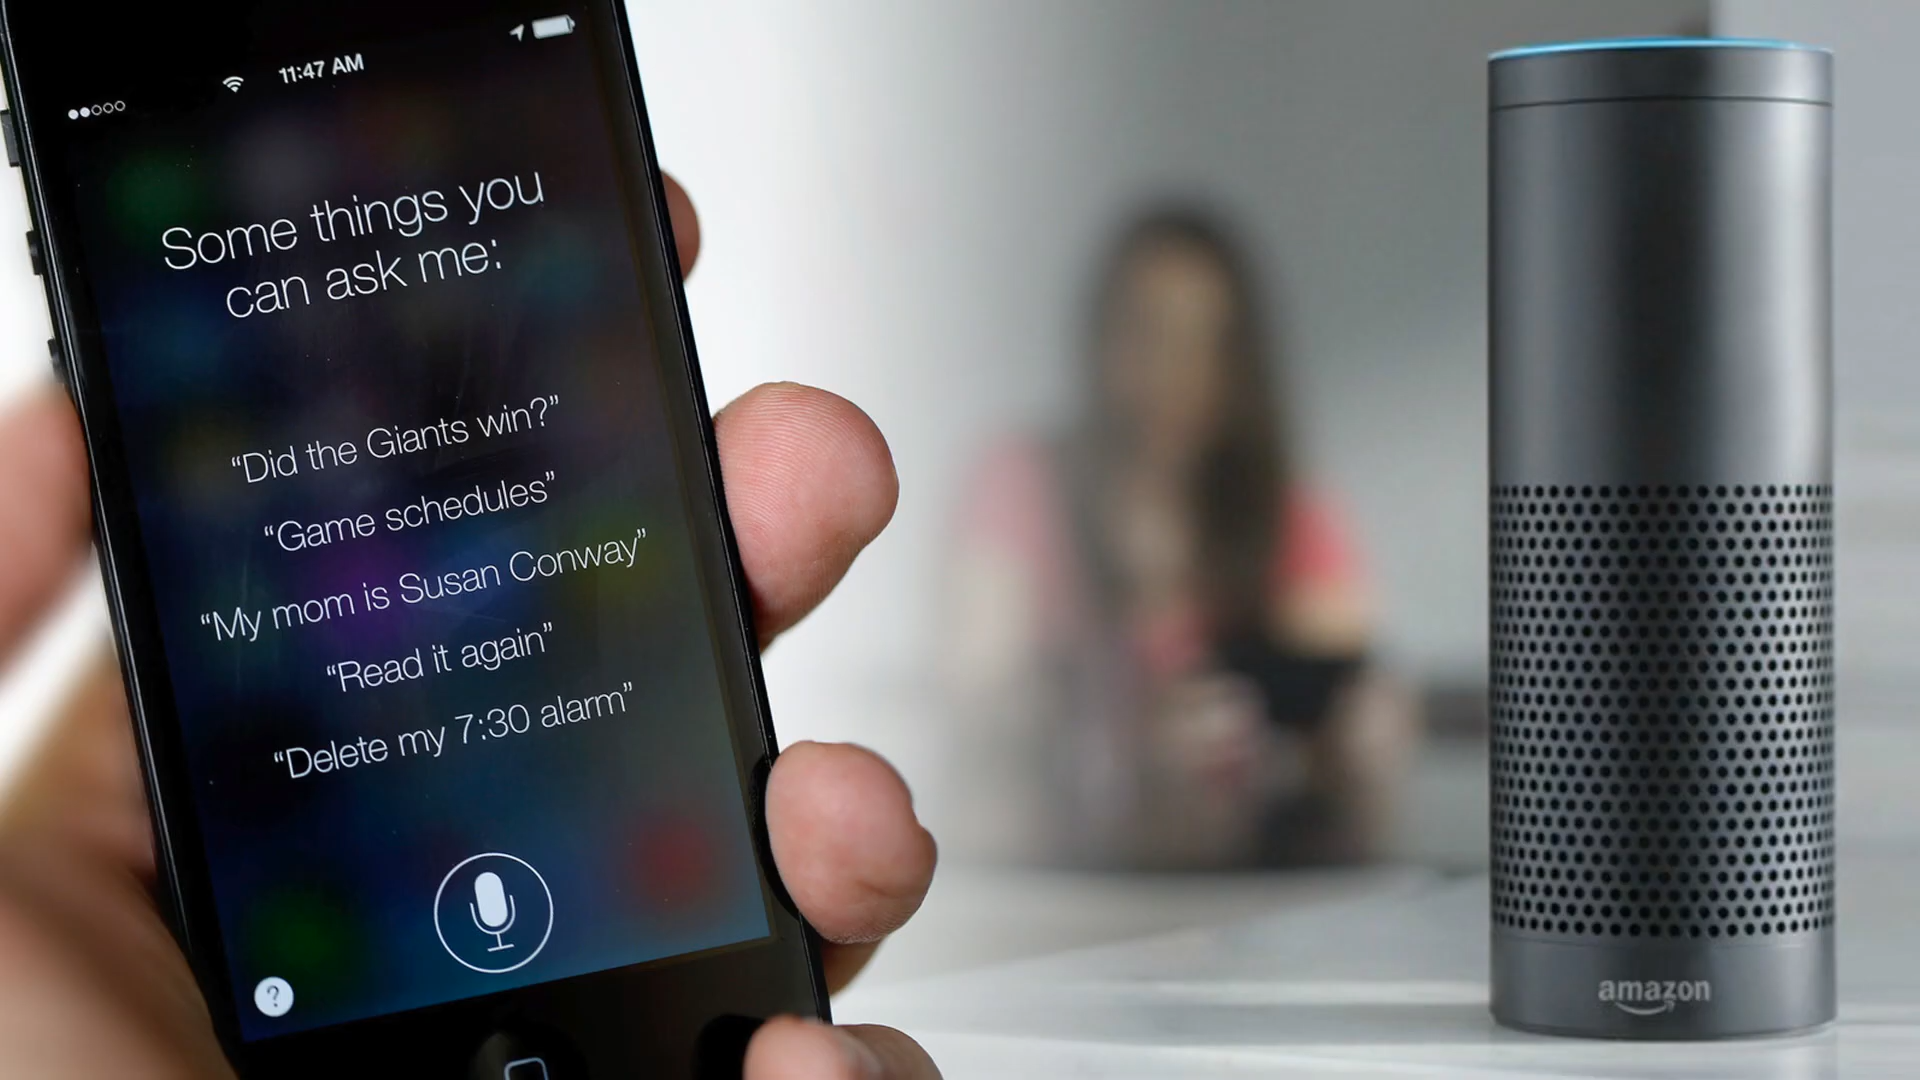 11:47 AM
Some things you
can ask me:
“Did the Giants win?”
“Game schedules”
“My mom is Susan Conway”
“Read it again”
“Delete my 7:30 alarm”
?
amazon